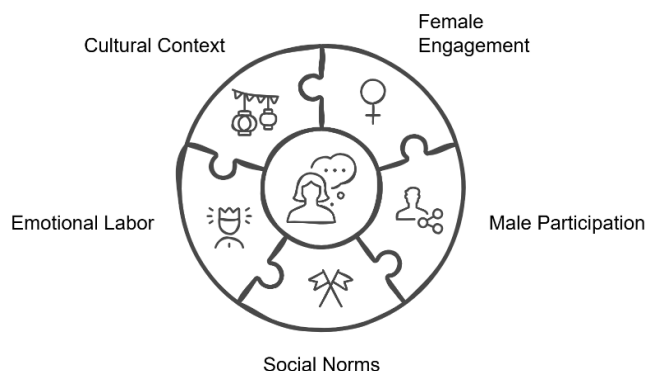 Female
Engagement
Cultural Context
Emotional Labor
Male Participation
Social Norms